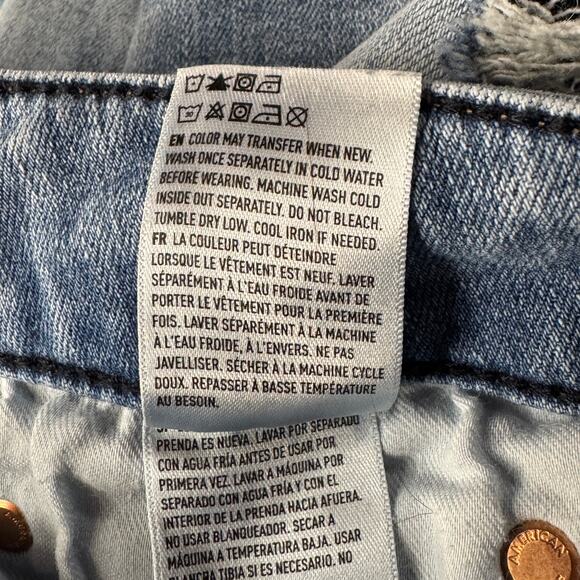 EN COLOR MAY TRANSFER WHEN NEW.
WASH ONCE SEPARATELY IN COLD WATER
BEFORE WEARING. MACHINE WASH COLD
INSIDE OUT SEPARATELY. DO NOT BLEACH.
TUMBLE DRY LOW. COOL IRON IF NEEDED.
FR LA COULEUR PEUT DÉTEINDRE
LORSQUE LE VÊTEMENT EST NEUF. LAVER
SÉPARÉMENT À L'EAU FROIDE AVANT DE
PORTER LE VÊTEMENT POUR LA PREMIÈRE
FOIS. LAVER SÉPARÉMENT À LA MACHINE
À L'EAU FROIDE, À L'ENVERS. NE PAS
JAVELLISER. SÉCHER À LA MACHINE CYCLE
DOUX. REPASSER À BASSE TEMPÉRATURE
AU BESOIN.
PRENDA ES NUEVA. LAVAR POR SEPARADO
CON AGUA FRÍA ANTES DE USAR POR
PRIMERA VEZ. LAVAR A MÁQUINA POR
SEPARADO CON AGUA FRÍA Y CON EL
INTERIOR DE LA PRENDA HACIA AFUERA.
NO USAR BLANQUEADOR. SECAR A
MÁQUINA A TEMPERATURA BAJA. USAR
PLANCHA TIBIA SI ES NECESARIO. NO
AMERICAN